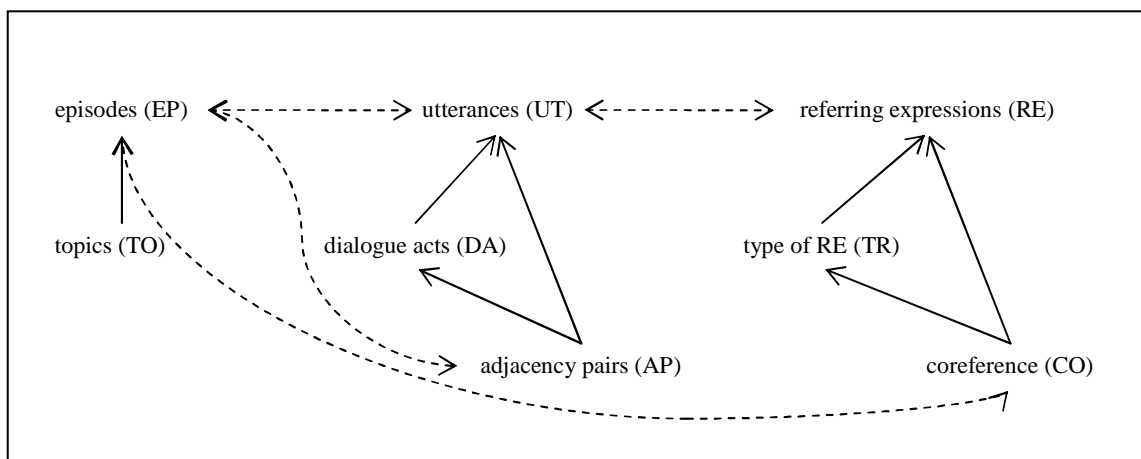 episodes (EP) utterances (UT) referring expressions (RE)
topics (TO) dialogue acts (DA) type of RE (TR)
adjacency pairs (AP) coreference (CO)